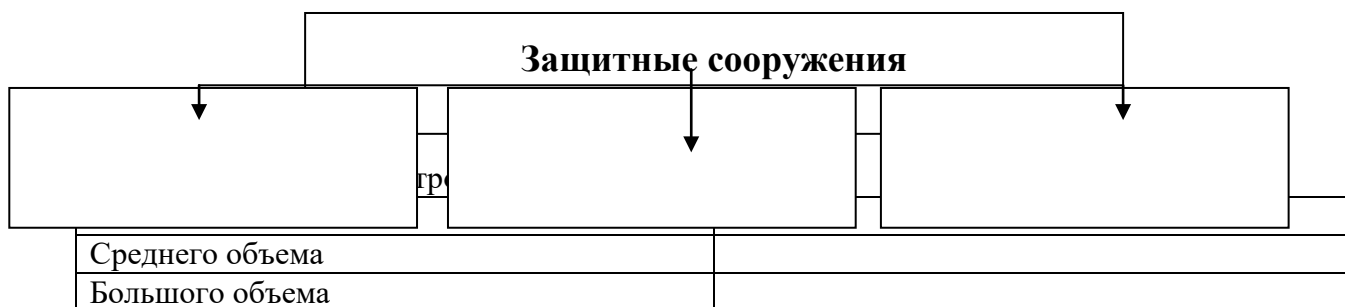 Защитные сооружения
Среднего объема
Большого объема